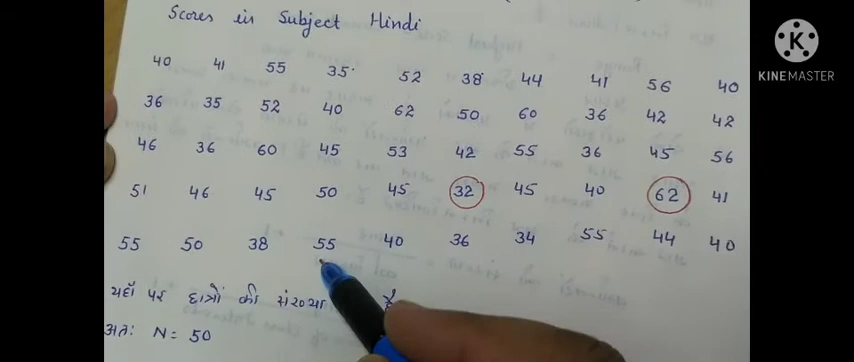 Scores in Subject Hindi
K
KINEMASTER
40 41 55 35 52 38 44 41 56 40
36 35 52 40 62 50 60 36 42 42
46 36 60 45 53 42 55 36 45 56
51 46 45 50 45 32 45 40 62 41
55 50 38 55 40 36 34 55 44 40
यहाँ पर छात्रों की संख्या है
अतः N = 50